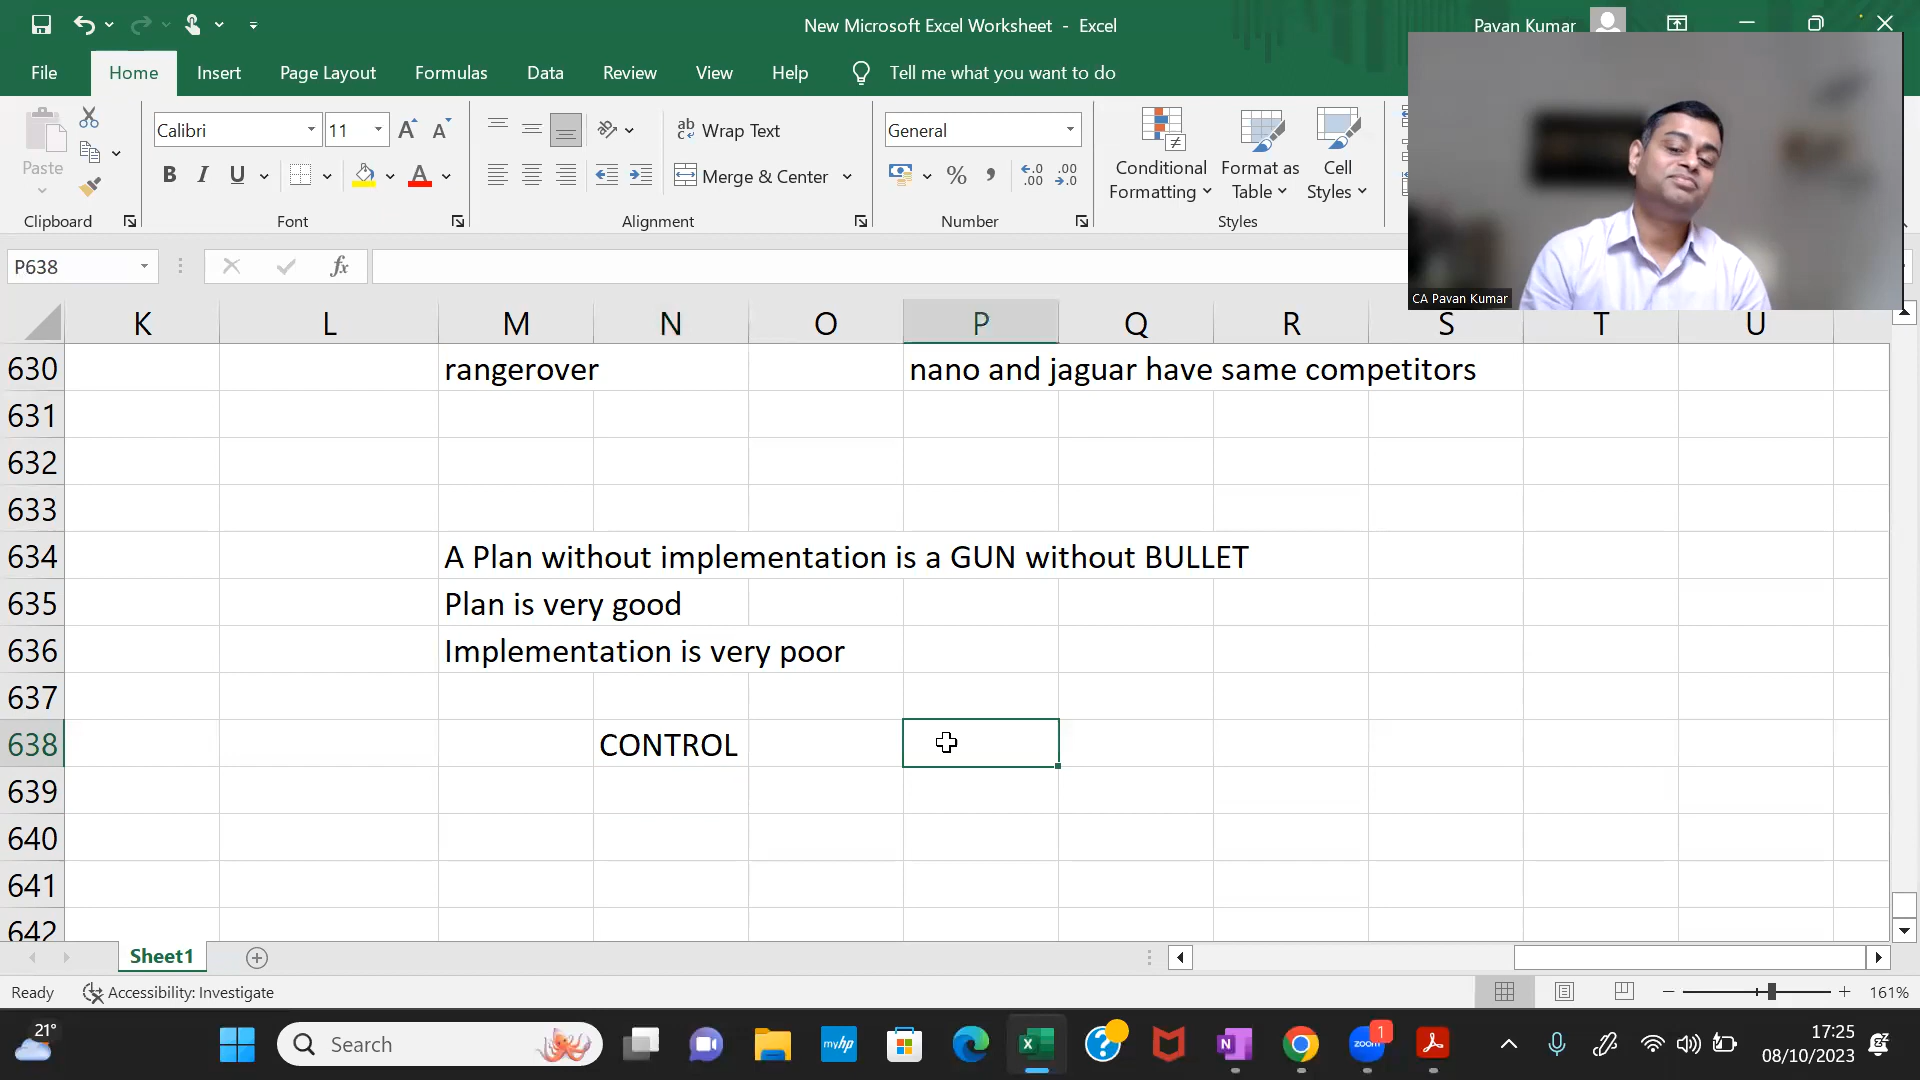 New Microsoft Excel Worksheet - Excel
Pavan Kumar
File Home Insert Page Layout Formulas Data Review View Help Tell me what you want to do
Calibri 11
Wrap Text
General
Paste
Merge & Center
Conditional Formatting
Format as Table
Cell Styles
Clipboard Font Alignment Number Styles
CA Pavan Kumar
P638
fx
K L M N O P Q R S T U
630 rangerover nano and jaguar have same competitors
631
632
633
634 A Plan without implementation is a GUN without BULLET
635 Plan is very good
636 Implementation is very poor
637
638 CONTROL
639
640
641
642
Sheet1
Ready Accessibility: Investigate 161%
21°
Search
myhp
zoom
1
17:25
08/10/2023